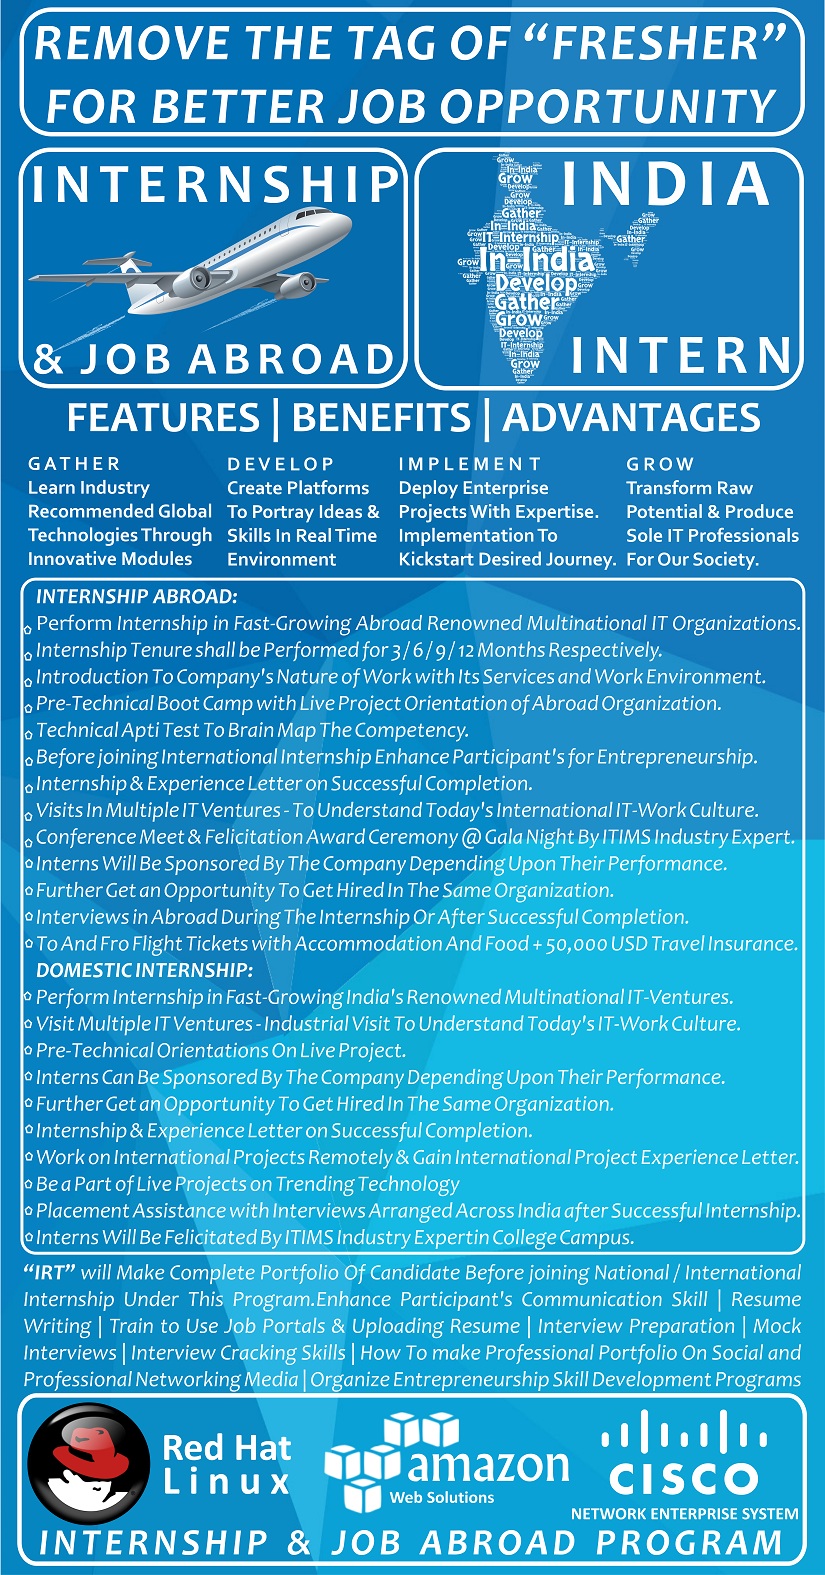 REMOVE THE TAG OF “FRESHER”
FOR BETTER JOB OPPORTUNITY
INTERNSHIP
& JOB ABROAD
INDIA
INTERN
Gather
In-India
Grow
Develop
Grow
Develop
Gather
In-India
Grow
IT-Internship
In-India
Develop
Gather
Grow
Develop
IT-Internship
In-India
Grow
Gather
FEATURES | BENEFITS | ADVANTAGES
GATHER
Learn Industry
Recommended Global
Technologies Through
Innovative Modules
DEVELOP
Create Platforms
To Portray Ideas &
Skills In Real Time
Environment
IMPLEMENT
Deploy Enterprise
Projects With Expertise.
Implementation To
Kickstart Desired Journey.
GROW
Transform Raw
Potential & Produce
Sole IT Professionals
For Our Society.
INTERNSHIP ABROAD:
Perform Internship in Fast-Growing Abroad Renowned Multinational IT Organizations.
Internship Tenure shall be Performed for 3/6/9/12 Months Respectively.
Introduction To Company's Nature of Work with Its Services and Work Environment.
Pre-Technical Boot Camp with Live Project Orientation of Abroad Organization.
Technical Apti Test To Brain Map The Competency.
Before joining International Internship Enhance Participant's for Entrepreneurship.
Internship & Experience Letter on Successful Completion.
Visits In Multiple IT Ventures - To Understand Today's International IT-Work Culture.
Conference Meet & Felicitation Award Ceremony @ Gala Night By ITIMS Industry Expert.
Interns Will Be Sponsored By The Company Depending Upon Their Performance.
Further Get an Opportunity To Get Hired In The Same Organization.
Interviews in Abroad During The Internship Or After Successful Completion.
To And Fro Flight Tickets with Accommodation And Food + 50,000 USD Travel Insurance.
DOMESTIC INTERNSHIP:
Perform Internship in Fast-Growing India's Renowned Multinational IT-Ventures.
Visit Multiple IT Ventures - Industrial Visit To Understand Today's IT-Work Culture.
Pre-Technical Orientations On Live Project.
Interns Can Be Sponsored By The Company Depending Upon Their Performance.
Further Get an Opportunity To Get Hired In The Same Organization.
Internship & Experience Letter on Successful Completion.
Work on International Projects Remotely & Gain International Project Experience Letter.
Be a Part of Live Projects on Trending Technology
Placement Assistance with Interviews Arranged Across India after Successful Internship.
Interns Will Be Felicitated By ITIMS Industry Expertin College Campus.
“IRT” will Make Complete Portfolio Of Candidate Before joining National / International
Internship Under This Program.Enhance Participant's Communication Skill | Resume
Writing | Train to Use Job Portals & Uploading Resume | Interview Preparation | Mock
Interviews | Interview Cracking Skills | How To make Professional Portfolio On Social and
Professional Networking Media | Organize Entrepreneurship Skill Development Programs
Red Hat
Linux
amazon
Web Solutions
CISCO
NETWORK ENTERPRISE SYSTEM
INTERNSHIP & JOB ABROAD PROGRAM